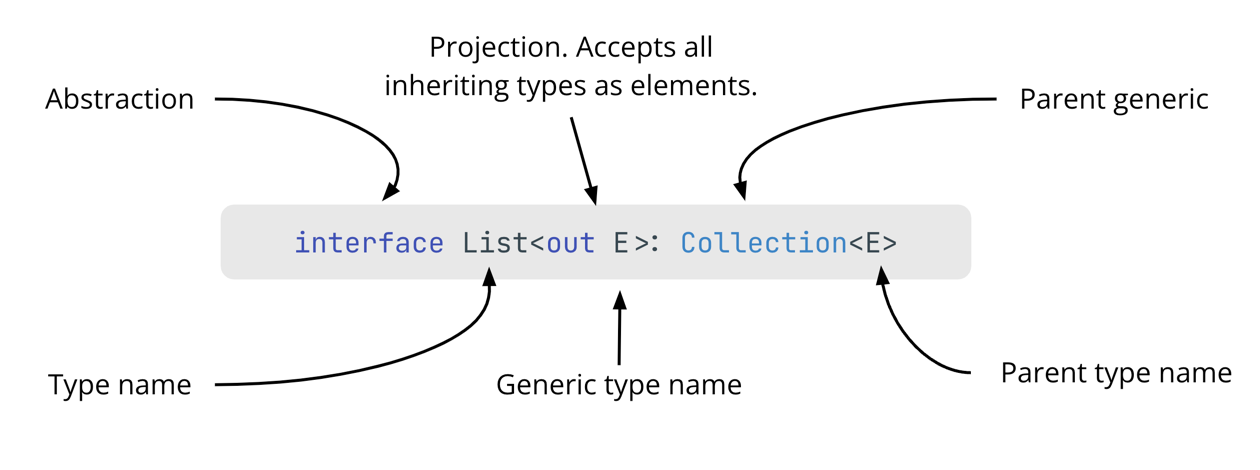 Projection. Accepts all
inheriting types as elements.
Abstraction
Parent generic
interface List<out E>: Collection<E>
Type name
Generic type name
Parent type name